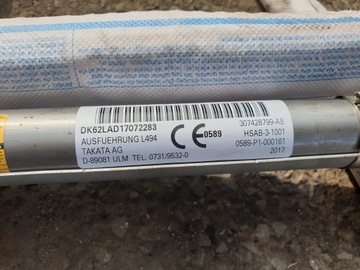 DK62LAD17072283
AUSFUEHRUNG L494
TAKATA AG
D-89081 ULM TEL. 0731/9532-0
CE 0589
307428799-AB
HSAB-3-1001
0589-P1-000161
2017